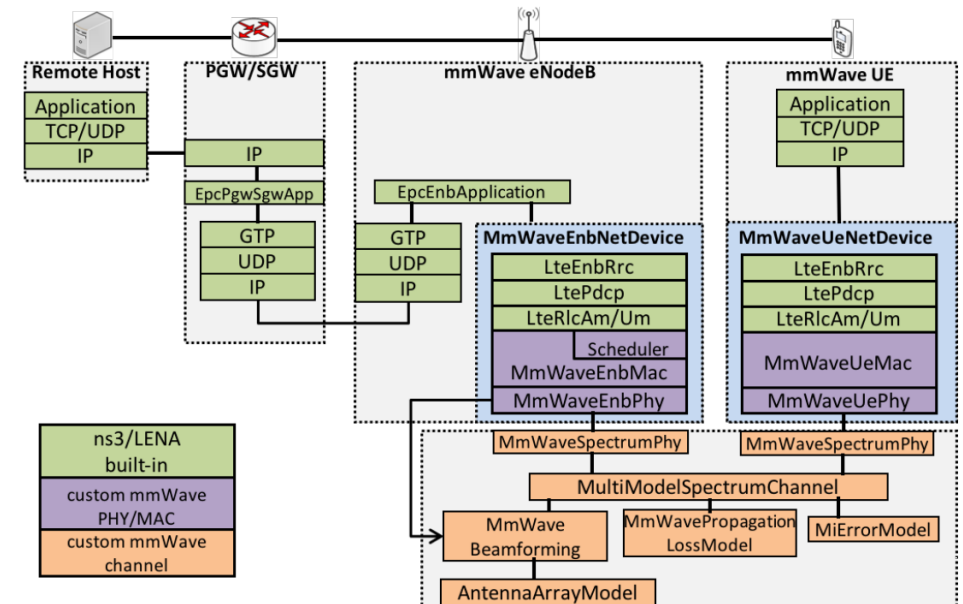 Remote Host
Application
TCP/UDP
IP
PGW/SGW
IP
EpcPgwSgwApp
GTP
UDP
IP
mmWave eNodeB
EpcEnbApplication
GTP
UDP
IP
MmWaveEnbNetDevice
LteEnbRrc
LtePdcp
LteRlcAm/Um
Scheduler
MmWaveEnbMac
MmWaveEnbPhy
mmWave UE
Application
TCP/UDP
IP
MmWaveUeNetDevice
LteEnbRrc
LtePdcp
LteRlcAm/Um
MmWaveUeMac
MmWaveUePhy
MmWaveSpectrumPhy
MmWaveSpectrumPhy
MultiModelSpectrumChannel
MmWave
Beamforming
MmWavePropagation
LossModel
MiErrorModel
AntennaArrayModel
ns3/LENA
built-in
custom mmWave
PHY/MAC
custom mmWave
channel